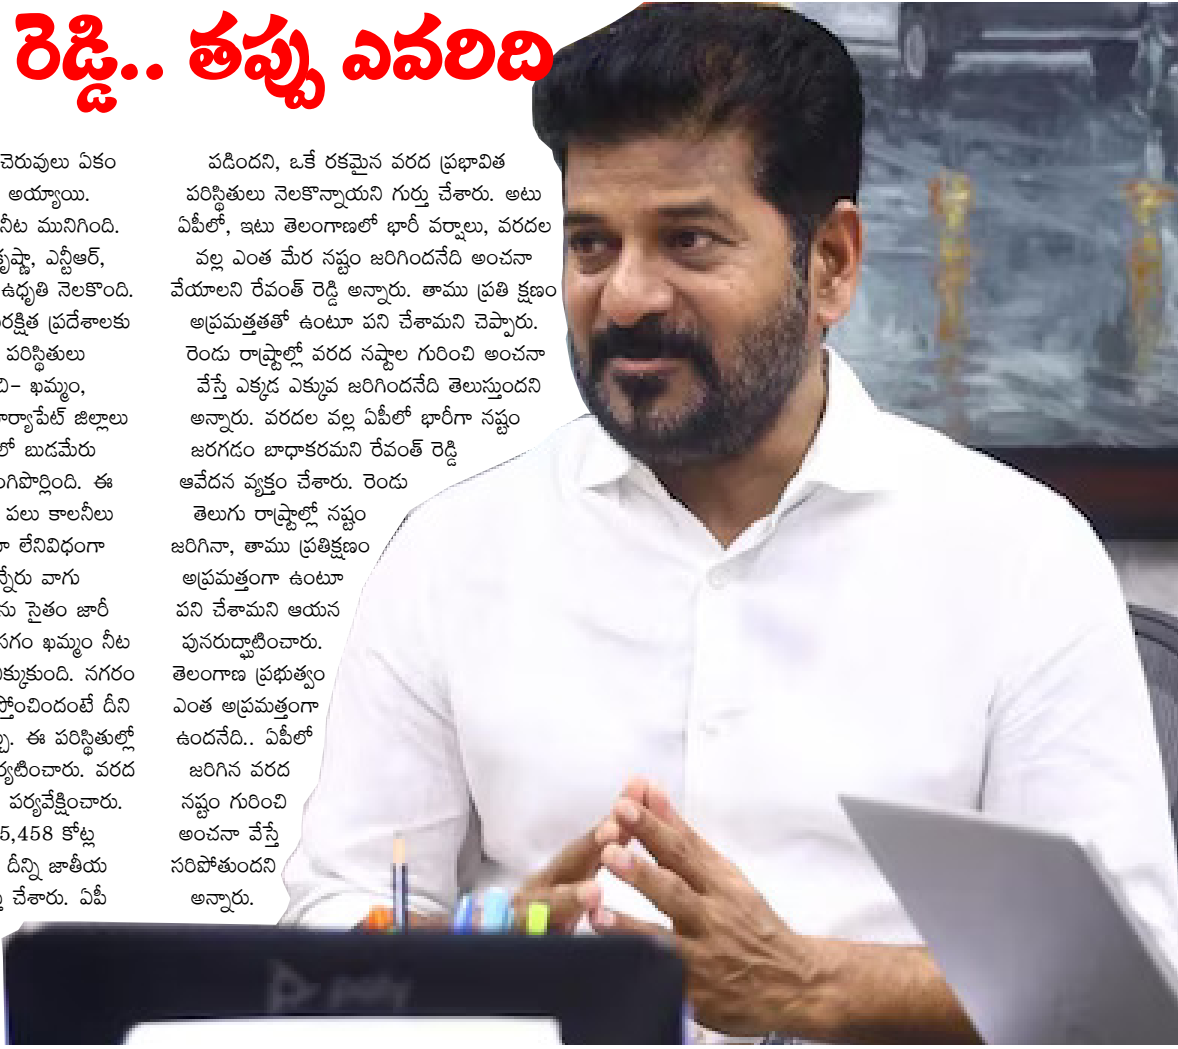 రెడ్డి.. తప్పు ఎవరిది
చెరువులు ఏకం
అయ్యాయి.
నీట మునిగింది.
కృష్ణా, ఎన్టీఆర్,
ఉధృతి నెలకొంది.
ప్రదేశాలకు
పరిస్థితులు
ఖమ్మం,
జిల్లాలు
బుడమేరు
ఈ
పలు కాలనీలు
లేనివిధంగా
వాగు
సైతం జారీ
ఖమ్మం నీట
నగరం
దీని
ఈ పరిస్థితుల్లో
వరద
పర్యవేక్షించారు.
5,458 కోట్ల
దీన్ని జాతీయ
చేశారు. ఏపీ
పడిందని, ఒకే రకమైన వరద ప్రభావిత
పరిస్థితులు నెలకొన్నాయని గుర్తు చేశారు. అటు
ఏపీలో, ఇటు తెలంగాణలో భారీ వర్షాలు, వరదల
వల్ల ఎంత మేర నష్టం జరిగిందనేది అంచనా
వేయాలని రేవంత్ రెడ్డి అన్నారు. తాము ప్రతి క్షణం
అప్రమత్తతతో ఉంటూ పని చేశామని చెప్పారు.
రెండు రాష్ట్రాల్లో వరద నష్టాల గురించి అంచనా
వేస్తే ఎక్కడ ఎక్కువ జరిగిందనేది తెలుస్తుందని
అన్నారు. వరదల వల్ల ఏపీలో భారీగా నష్టం
జరగడం బాధాకరమని రేవంత్ రెడ్డి
ఆవేదన వ్యక్తం చేశారు. రెండు
తెలుగు రాష్ట్రాల్లో నష్టం
జరిగినా, తాము ప్రతిక్షణం
అప్రమత్తంగా ఉంటూ
పని చేశామని ఆయన
పునరుద్ఘాటించారు.
తెలంగాణ ప్రభుత్వం
ఎంత అప్రమత్తంగా
ఉందనేది.. ఏపీలో
జరిగిన వరద
నష్టం గురించి
అంచనా వేస్తే
సరిపోతుందని
అన్నారు.
poly